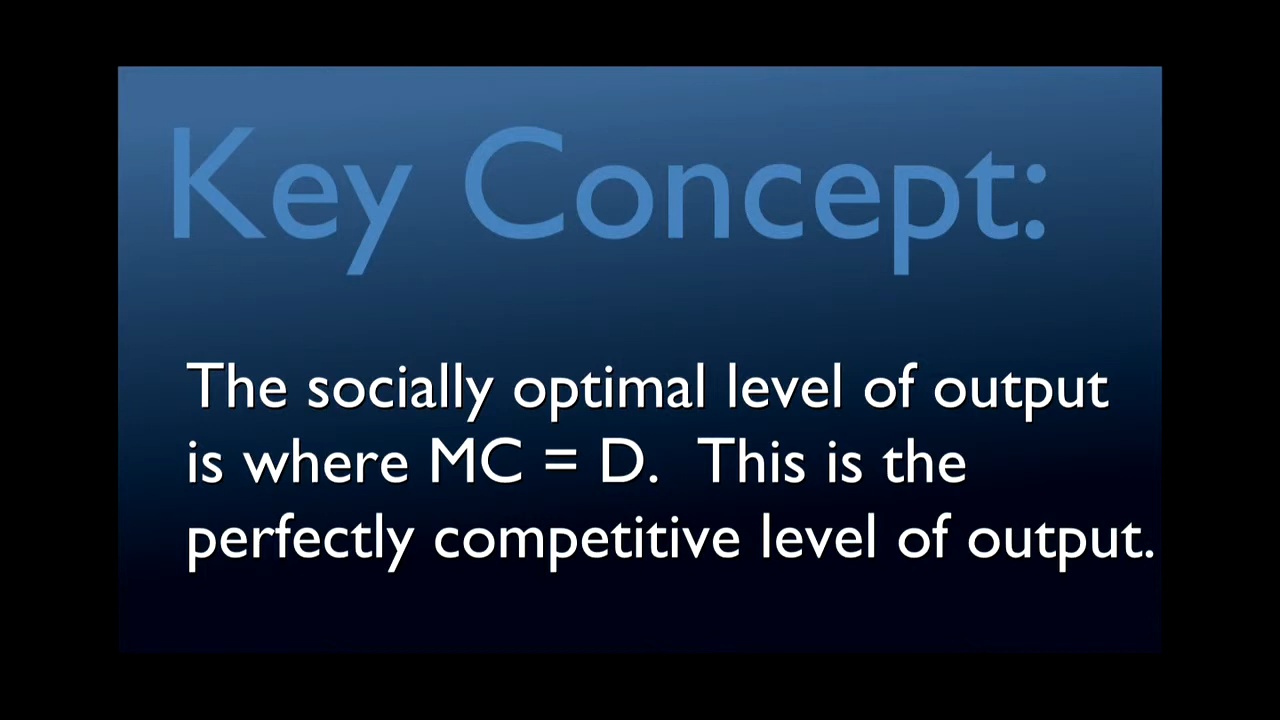 Key Concept:
The socially optimal level of output
is where MC = D.  This is the
perfectly competitive level of output.